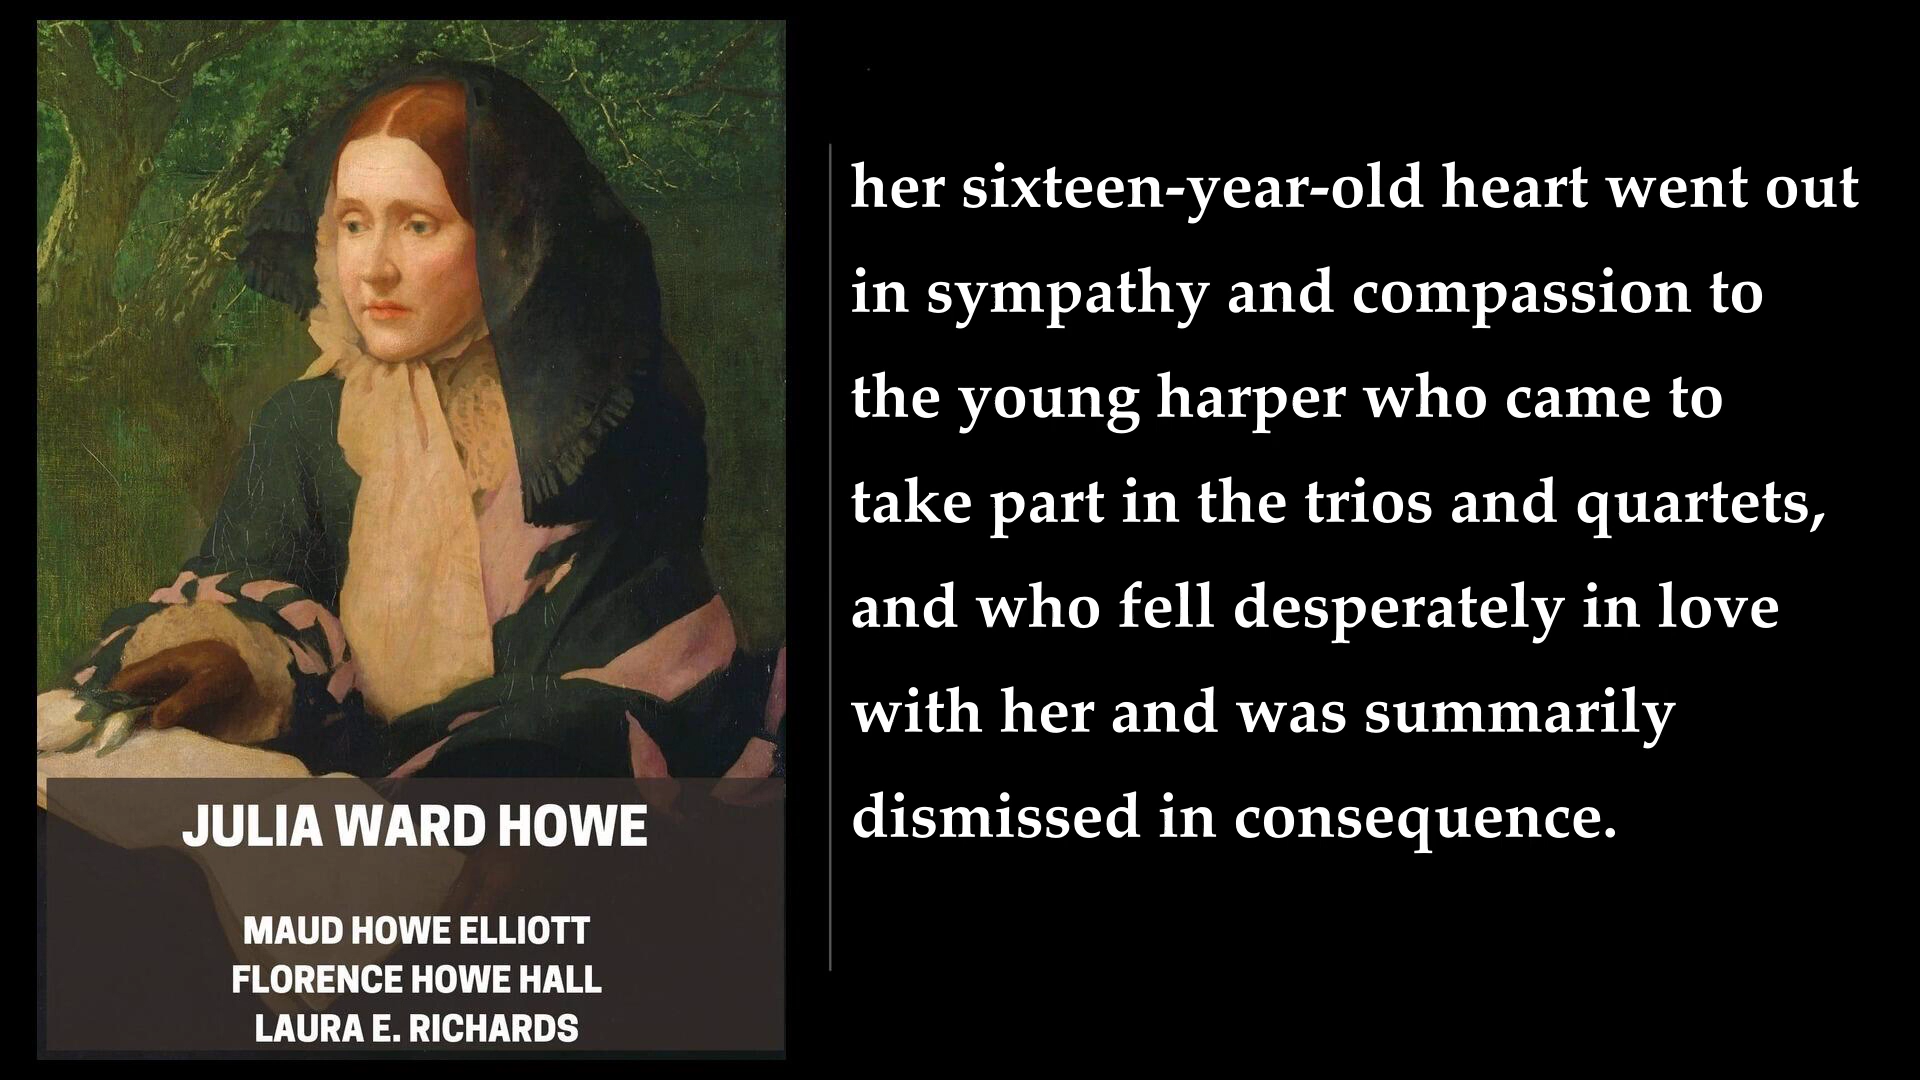 her sixteen-year-old heart went out
in sympathy and compassion to
the young harper who came to
take part in the trios and quartets,
and who fell desperately in love
with her and was summarily
dismissed in consequence.
JULIA WARD HOWE
MAUD HOWE ELLIOTT
FLORENCE HOWE HALL
LAURA E. RICHARDS